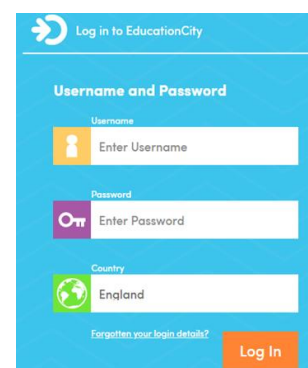 Log in to EducationCity
Username and Password
Username
Enter Username
Password
Enter Password
Country
England
Forgotten your login details?
Log In